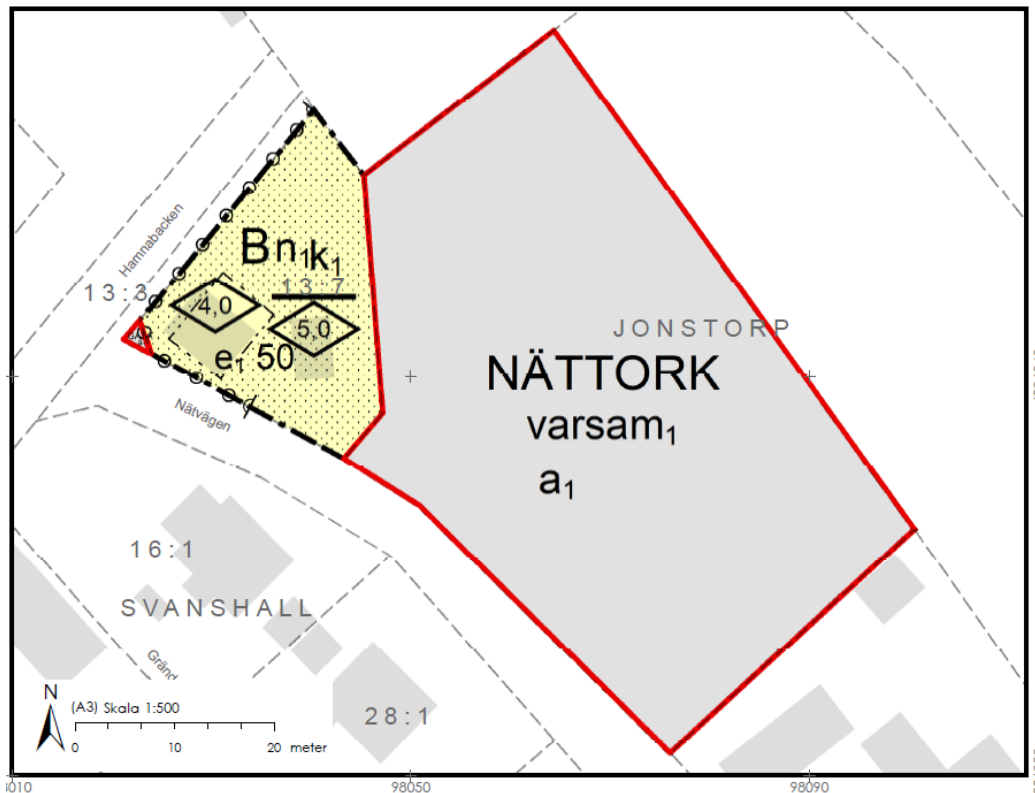 Hamnabacken
Bn₁k₁
13:3
13:7
4,0
5,0
e₁ 50
JONSTORP
NÄTTORK
varsam₁
a₁
Nätvägen
16:1
SVANSHALL
Gränd
28:1
N
(A3) Skala 1:500
0 10 20 meter
98050
98090